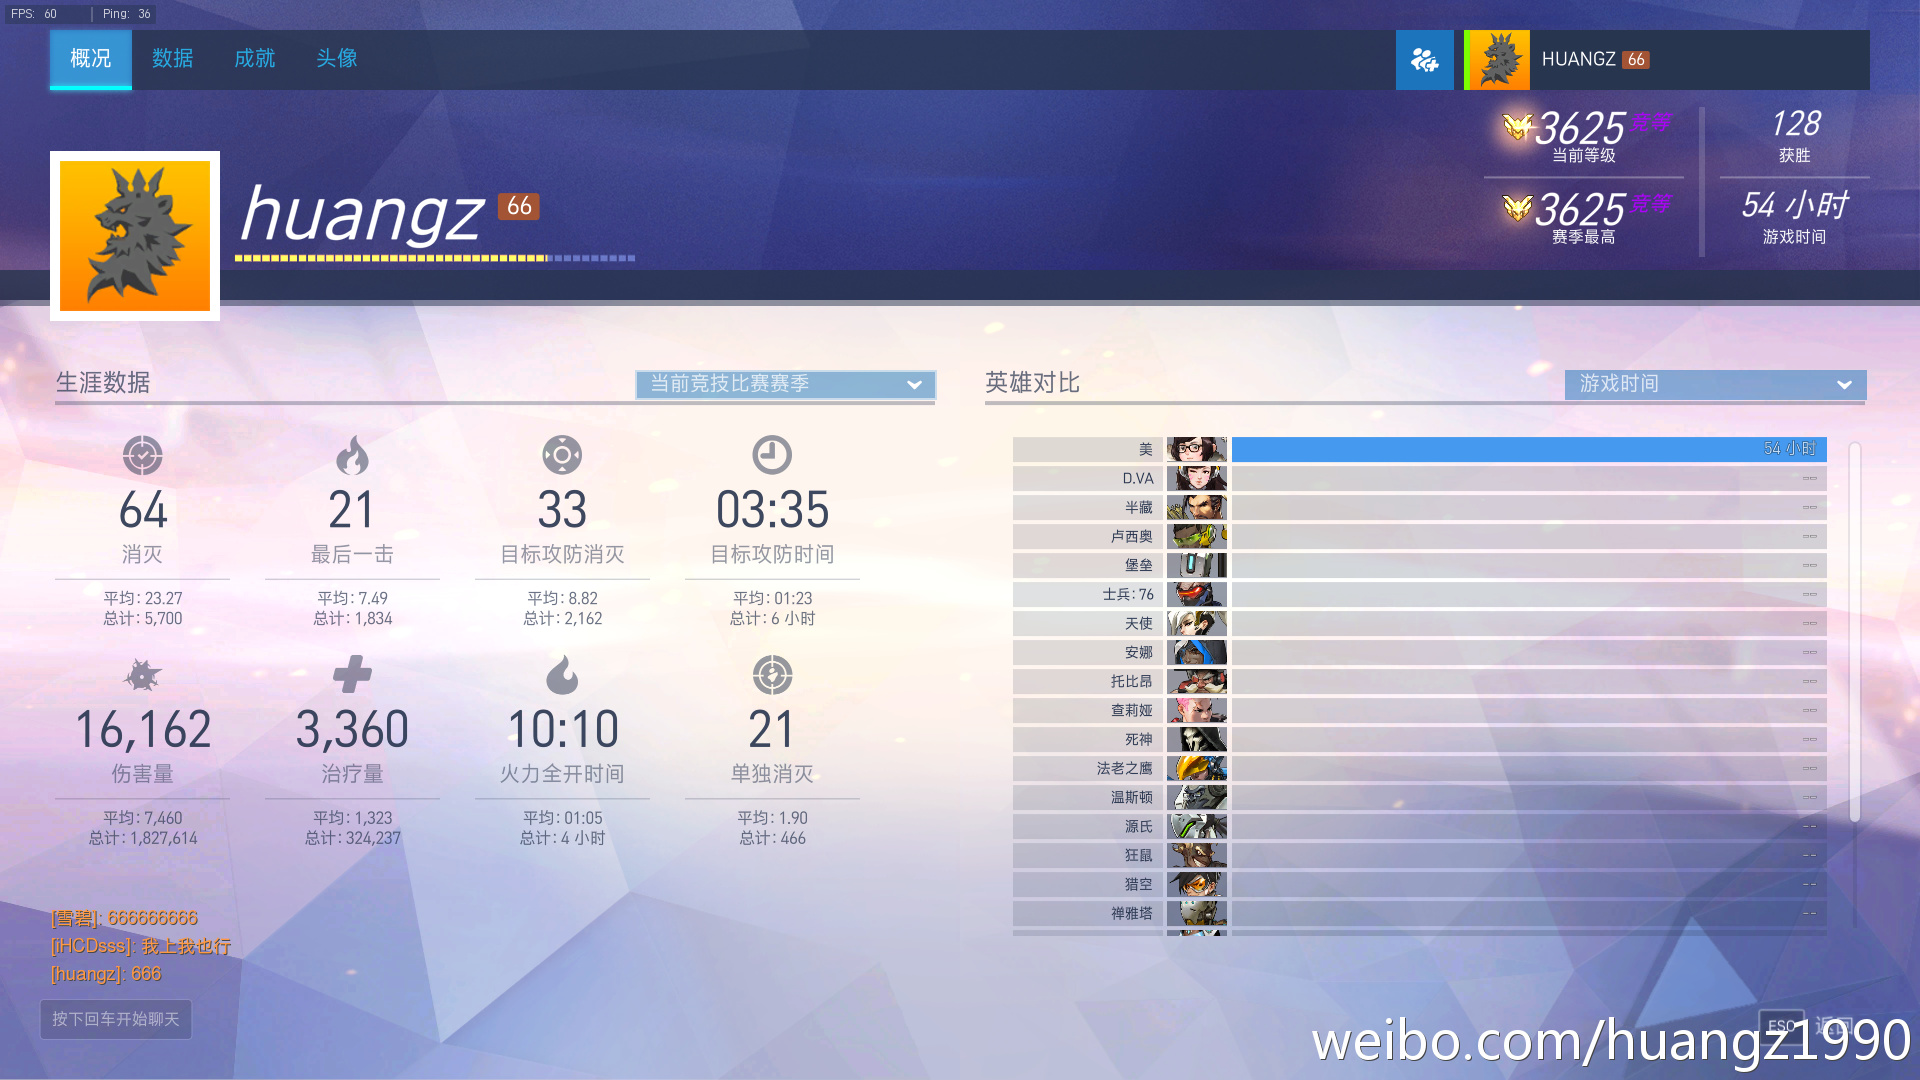 FPS: 60 | Ping: 36
概况 数据 成就 头像
HUANGZ 66
3625 竞等
当前等级
128
获胜
huangz 66
3625 竞等
赛季最高
54 小时
游戏时间
生涯数据
当前竞技比赛赛季
64
消灭
平均: 23.27
总计: 5,700
21
最后一击
平均: 7.49
总计: 1,834
33
目标攻防消灭
平均: 8.82
总计: 2,162
03:35
目标攻防时间
平均: 01:23
总计: 6 小时
16,162
伤害量
平均: 7,460
总计: 1,827,614
3,360
治疗量
平均: 1,323
总计: 324,237
10:10
火力全开时间
平均: 01:05
总计: 4 小时
21
单独消灭
平均: 1.90
总计: 466
英雄对比
游戏时间
美 54 小时
D.VA --
半藏 --
卢西奥 --
堡垒 --
士兵: 76 --
天使 --
安娜 --
托比昂 --
查莉娅 --
死神 --
法老之鹰 --
温斯顿 --
源氏 --
狂鼠 --
猎空 --
禅雅塔 --
[雪碧]: 666666666
[iHCDsss]: 我上我也行
[huangz]: 666
按下回车开始聊天
ESC 返回
weibo.com/huangz1990